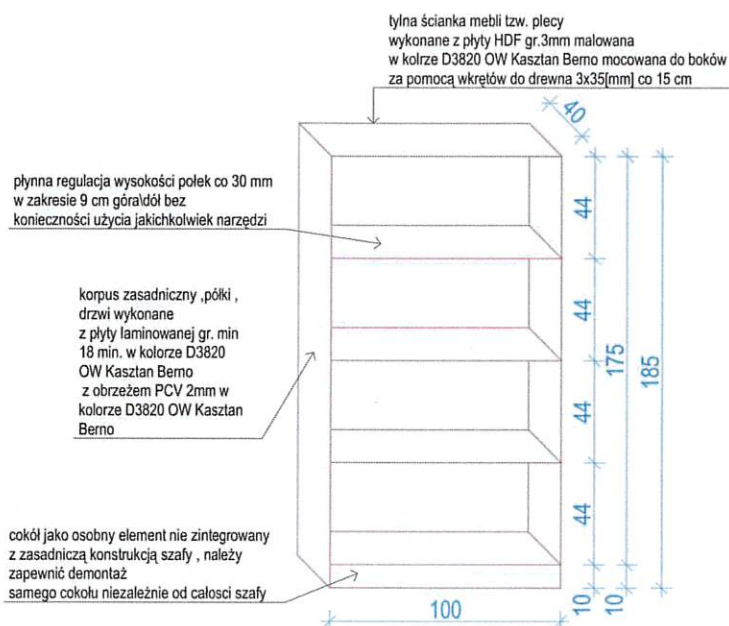 tylna ścianka mebli tzw. plecy
wykonane z płyty HDF gr.3mm malowana
w kolrze D3820 OW Kasztan Berno mocowana do boków
za pomocą wkrętów do drewna 3x35[mm] co 15 cm
40
płynna regulacja wysokości połek co 30 mm
w zakresie 9 cm góra\dół bez
konieczności użycia jakichkolwiek narzędzi
44
korpus zasadniczy ,półki ,
drzwi wykonane
z płyty laminowanej gr. min
18 min. w kolorze D3820
OW Kasztan Berno
z obrzeżem PCV 2mm w
kolorze D3820 OW Kasztan
Berno
44
175
185
44
44
cokół jako osobny element nie zintegrowany
z zasadniczą konstrukcją szafy , należy
zapewnić demontaż
samego cokołu niezależnie od całosci szafy
100
10
10